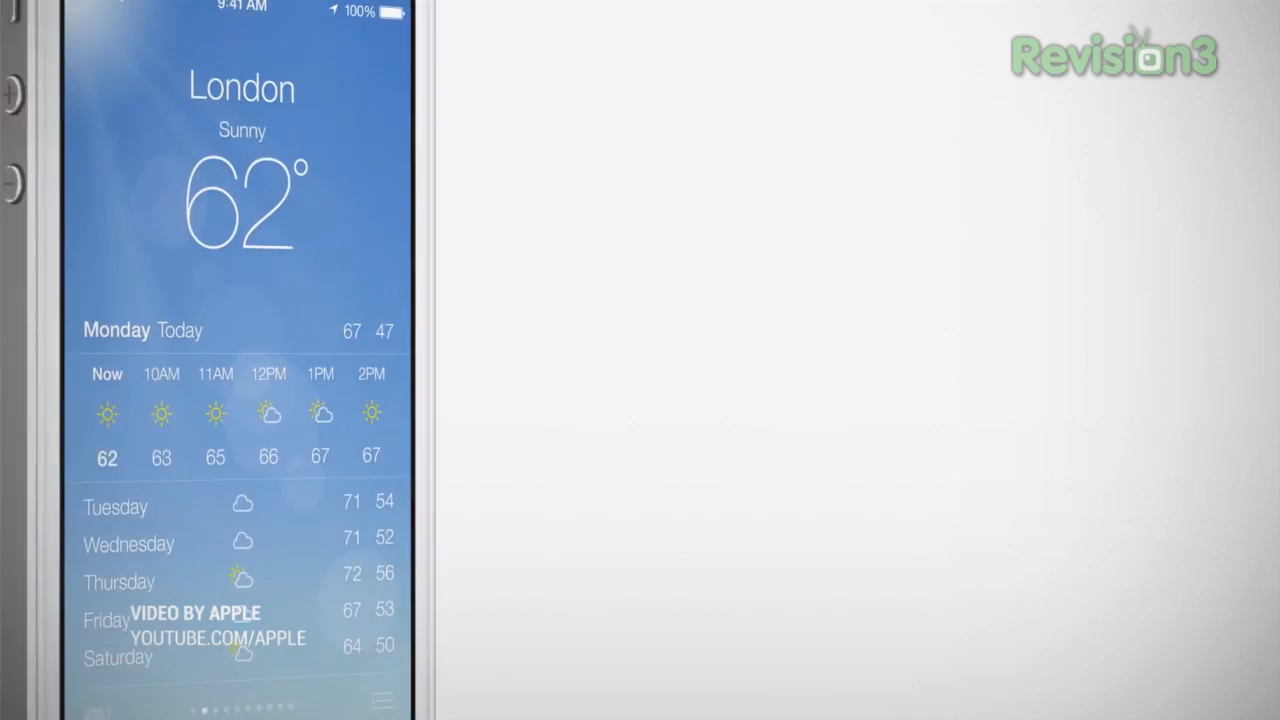 9:41 AM
100%
Revision3
London
Sunny
62°
Monday Today 67 47
Now 10AM 11AM 12PM 1PM 2PM
62 63 65 66 67 67
Tuesday 71 54
Wednesday 71 52
Thursday 72 56
Friday 67 53
VIDEO BY APPLE
YOUTUBE.COM/APPLE
Saturday 64 50